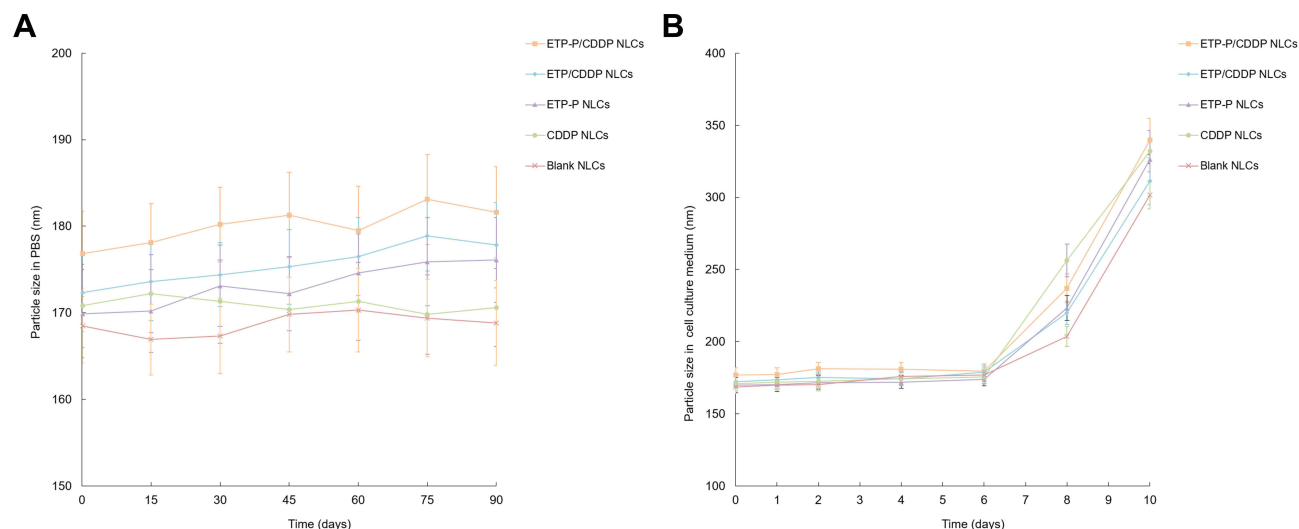 A
Particle size in PBS (nm)
200
190
180
170
160
150
0 15 30 45 60 75 90
Time (days)
ETP-P/CDDP NLCs
ETP/CDDP NLCs
ETP-P NLCs
CDDP NLCs
Blank NLCs
B
Particle size in cell culture medium (nm)
400
350
300
250
200
150
100
0 1 2 3 4 5 6 7 8 9 10
Time (days)
ETP-P/CDDP NLCs
ETP/CDDP NLCs
ETP-P NLCs
CDDP NLCs
Blank NLCs